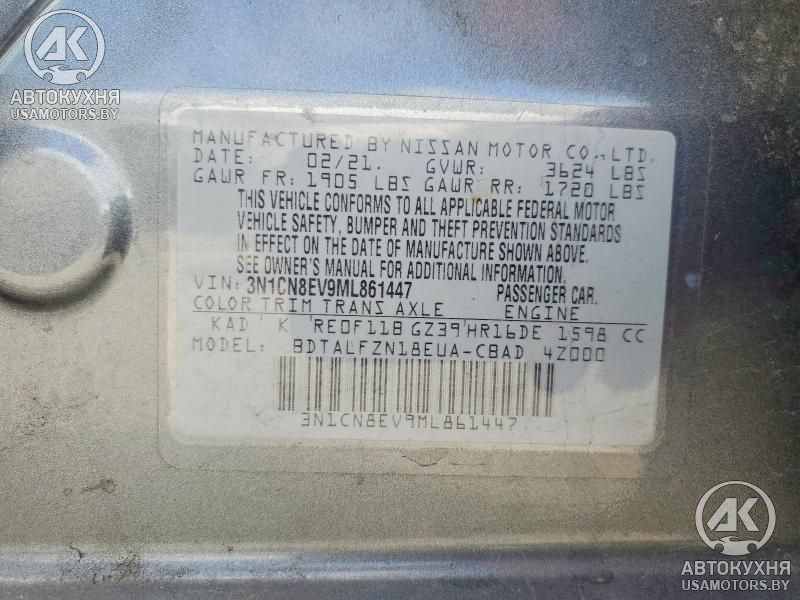 AK
АВТОКУХНЯ
USAMOTORS.BY
MANUFACTURED BY NISSAN MOTOR CO.,LTD.
DATE: 02/21. GVWR: 3624 LBS
GAWR FR: 1905 LBS GAWR RR: 1720 LBS
THIS VEHICLE CONFORMS TO ALL APPLICABLE FEDERAL MOTOR
VEHICLE SAFETY, BUMPER AND THEFT PREVENTION STANDARDS
IN EFFECT ON THE DATE OF MANUFACTURE SHOWN ABOVE.
SEE OWNER'S MANUAL FOR ADDITIONAL INFORMATION.
VIN: 3N1CN8EV9ML861447 PASSENGER CAR.
COLOR TRIM TRANS AXLE ENGINE
KAD K RE0F11B GZ39 HR16DE 1598 CC
MODEL: BDTALFZN18EUA-CBAD 4Z000
3N1CN8EV9ML861447
AK
АВТОКУХНЯ
USAMOTORS.BY